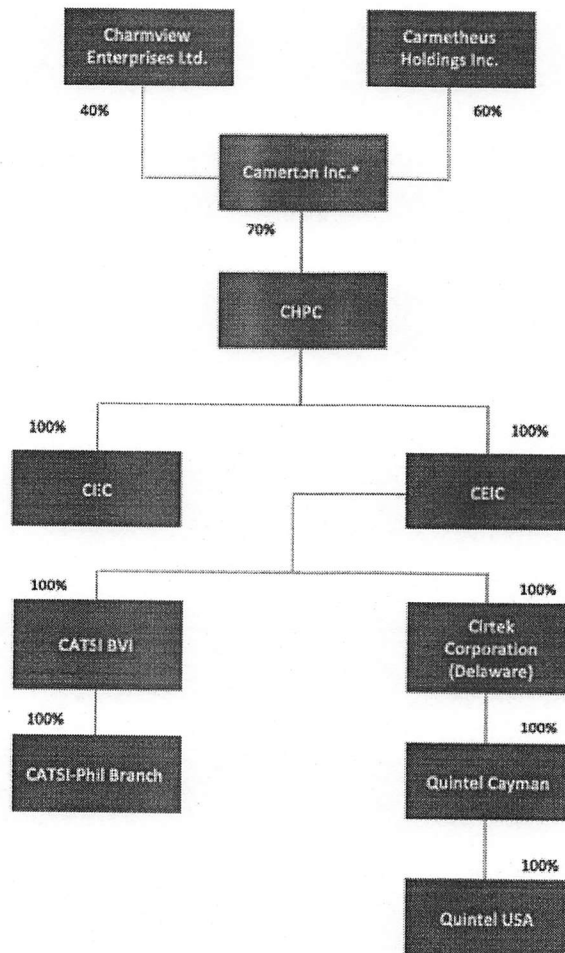 Charmview
Enterprises Ltd.
Carmetheus
Holdings Inc.
40%
60%
Camerton Inc.*
70%
CHPC
100%
100%
CEC
CEIC
100%
100%
CATSI BVI
Cirtek
Corporation
(Delaware)
100%
100%
CATSI-Phil Branch
Quintel Cayman
100%
Quintel USA